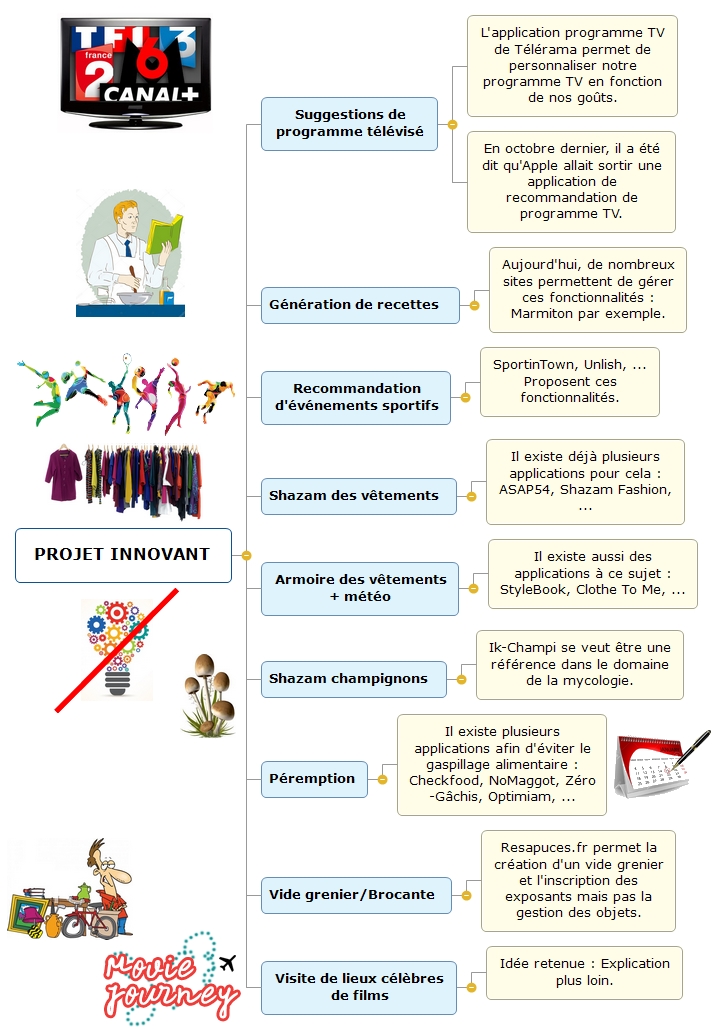 TF1
3
france
2
M6
CANAL+
Suggestions de
programme télévisé
L'application programme TV
de Télérama permet de
personnaliser notre
programme TV en fonction
de nos goûts.
En octobre dernier, il a été
dit qu'Apple allait sortir une
application de
recommandation de
programme TV.
Génération de recettes
Aujourd'hui, de nombreux
sites permettent de gérer
ces fonctionnalités :
Marmiton par exemple.
Recommandation
d'événements sportifs
SportinTown, Unlish, ...
Proposent ces
fonctionnalités.
Shazam des vêtements
Il existe déjà plusieurs
applications pour cela :
ASAP54, Shazam Fashion,
...
PROJET INNOVANT
Armoire des vêtements
+ météo
Il existe aussi des
applications à ce sujet :
StyleBook, Clothe To Me, ...
Shazam champignons
Ik-Champi se veut être une
référence dans le domaine
de la mycologie.
Péremption
Il existe plusieurs
applications afin d'éviter le
gaspillage alimentaire :
Checkfood, NoMaggot, Zéro
-Gâchis, Optimiam, ...
Vide grenier/Brocante
Resapuces.fr permet la
création d'un vide grenier
et l'inscription des
exposants mais pas la
gestion des objets.
movie
journey
Visite de lieux célèbres
de films
Idée retenue : Explication
plus loin.